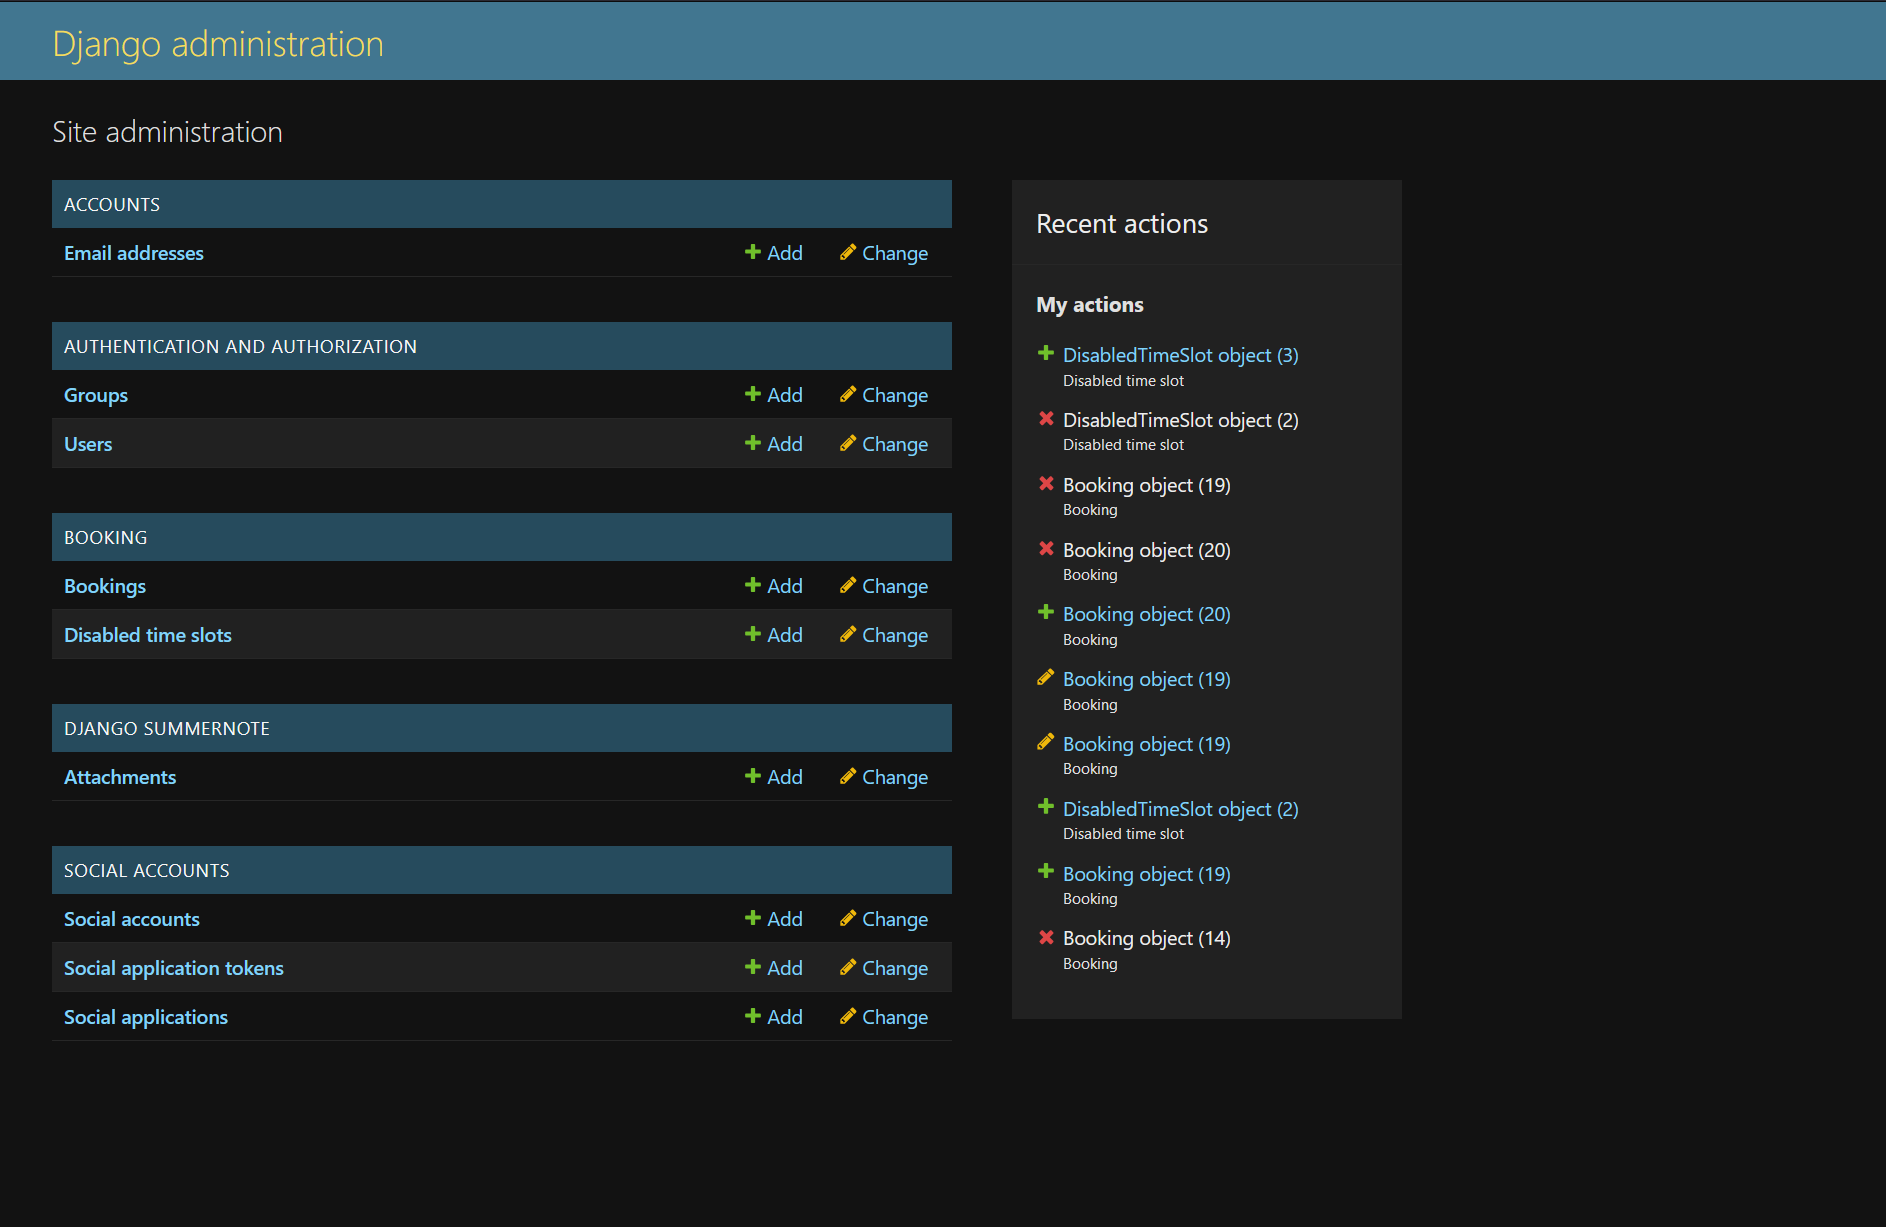 Django administration
Site administration
ACCOUNTS
Email addresses Add Change
AUTHENTICATION AND AUTHORIZATION
Groups Add Change
Users Add Change
BOOKING
Bookings Add Change
Disabled time slots Add Change
DJANGO SUMMERNOTE
Attachments Add Change
SOCIAL ACCOUNTS
Social accounts Add Change
Social application tokens Add Change
Social applications Add Change
Recent actions
My actions
DisabledTimeSlot object (3)
Disabled time slot
DisabledTimeSlot object (2)
Disabled time slot
Booking object (19)
Booking
Booking object (20)
Booking
Booking object (20)
Booking
Booking object (19)
Booking
Booking object (19)
Booking
DisabledTimeSlot object (2)
Disabled time slot
Booking object (19)
Booking
Booking object (14)
Booking